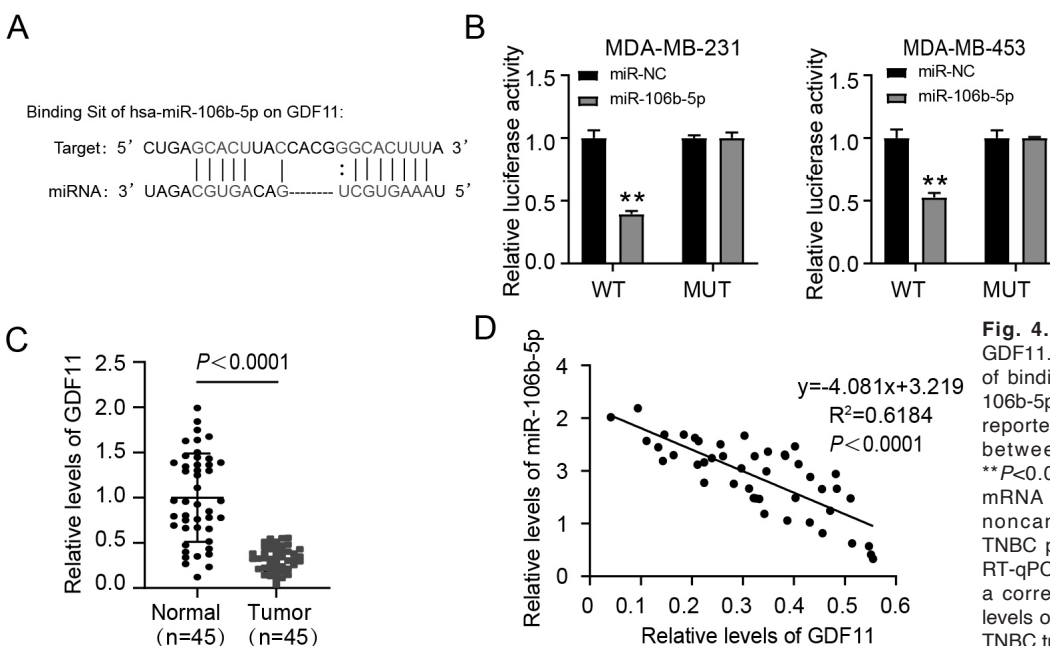 A
Binding Sit of hsa-miR-106b-5p on GDF11:
Target: 5′ CUGAGCACUUACCACGGGCACUUUA 3′
miRNA: 3′ UAGACGUGACAG-------- UCGUGAAAU 5′
B
MDA-MB-231
Relative luciferase activity
1.5
1.0
0.5
0.0
miR-NC
miR-106b-5p
**
WT
MUT
MDA-MB-453
Relative luciferase activity
1.5
1.0
0.5
0.0
miR-NC
miR-106b-5p
**
WT
MUT
C
Relative levels of GDF11
2.5
2.0
1.5
1.0
0.5
0.0
P<0.0001
Normal
(n=45)
Tumor
(n=45)
D
Relative levels of miR-106b-5p
4
2
3
1
0
y=-4.081x+3.219
R²=0.6184
P<0.0001
0 0.1 0.2 0.3 0.4 0.5 0.6
Relative levels of GDF11
Fig. 4.
GDF11.
of bindi
106b-5p
reporte
betwee
**P<0.0
mRNA
noncar
TNBC p
RT-qPC
a corre
levels o
TNBC tu